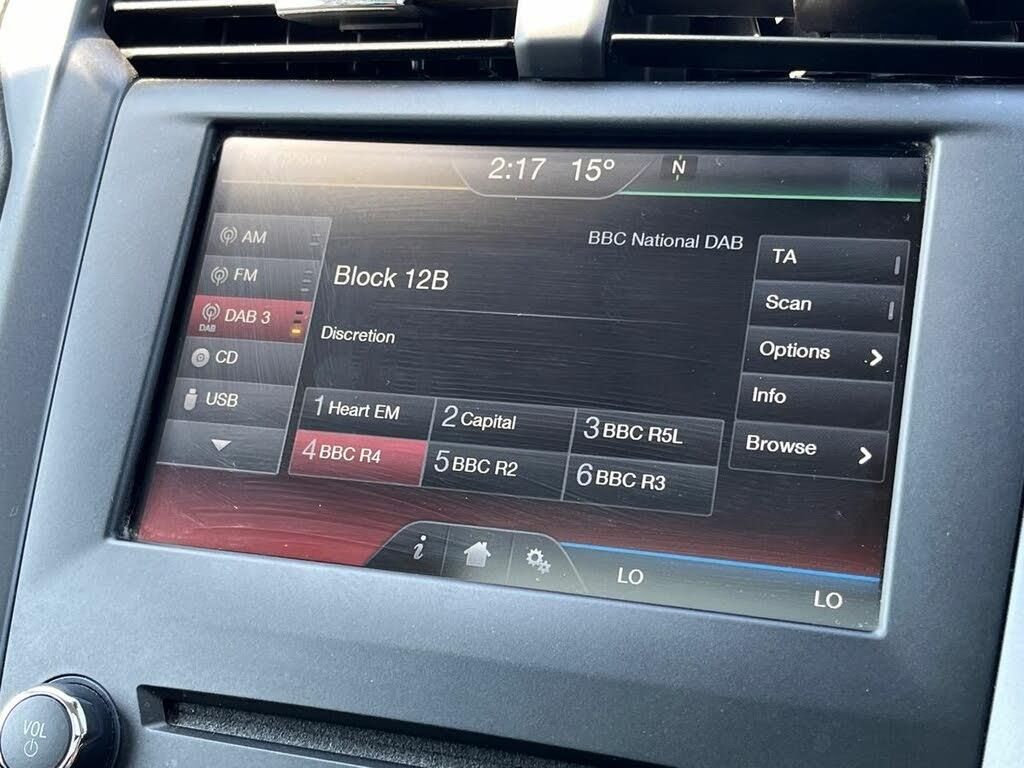 2:17 15° N
BBC National DAB
AM
FM
DAB DAB 3
CD
USB
Block 12B
Discretion
1 Heart EM 2 Capital 3 BBC R5L
4 BBC R4 5 BBC R2 6 BBC R3
TA
Scan
Options
Info
Browse
i
LO LO
VOL